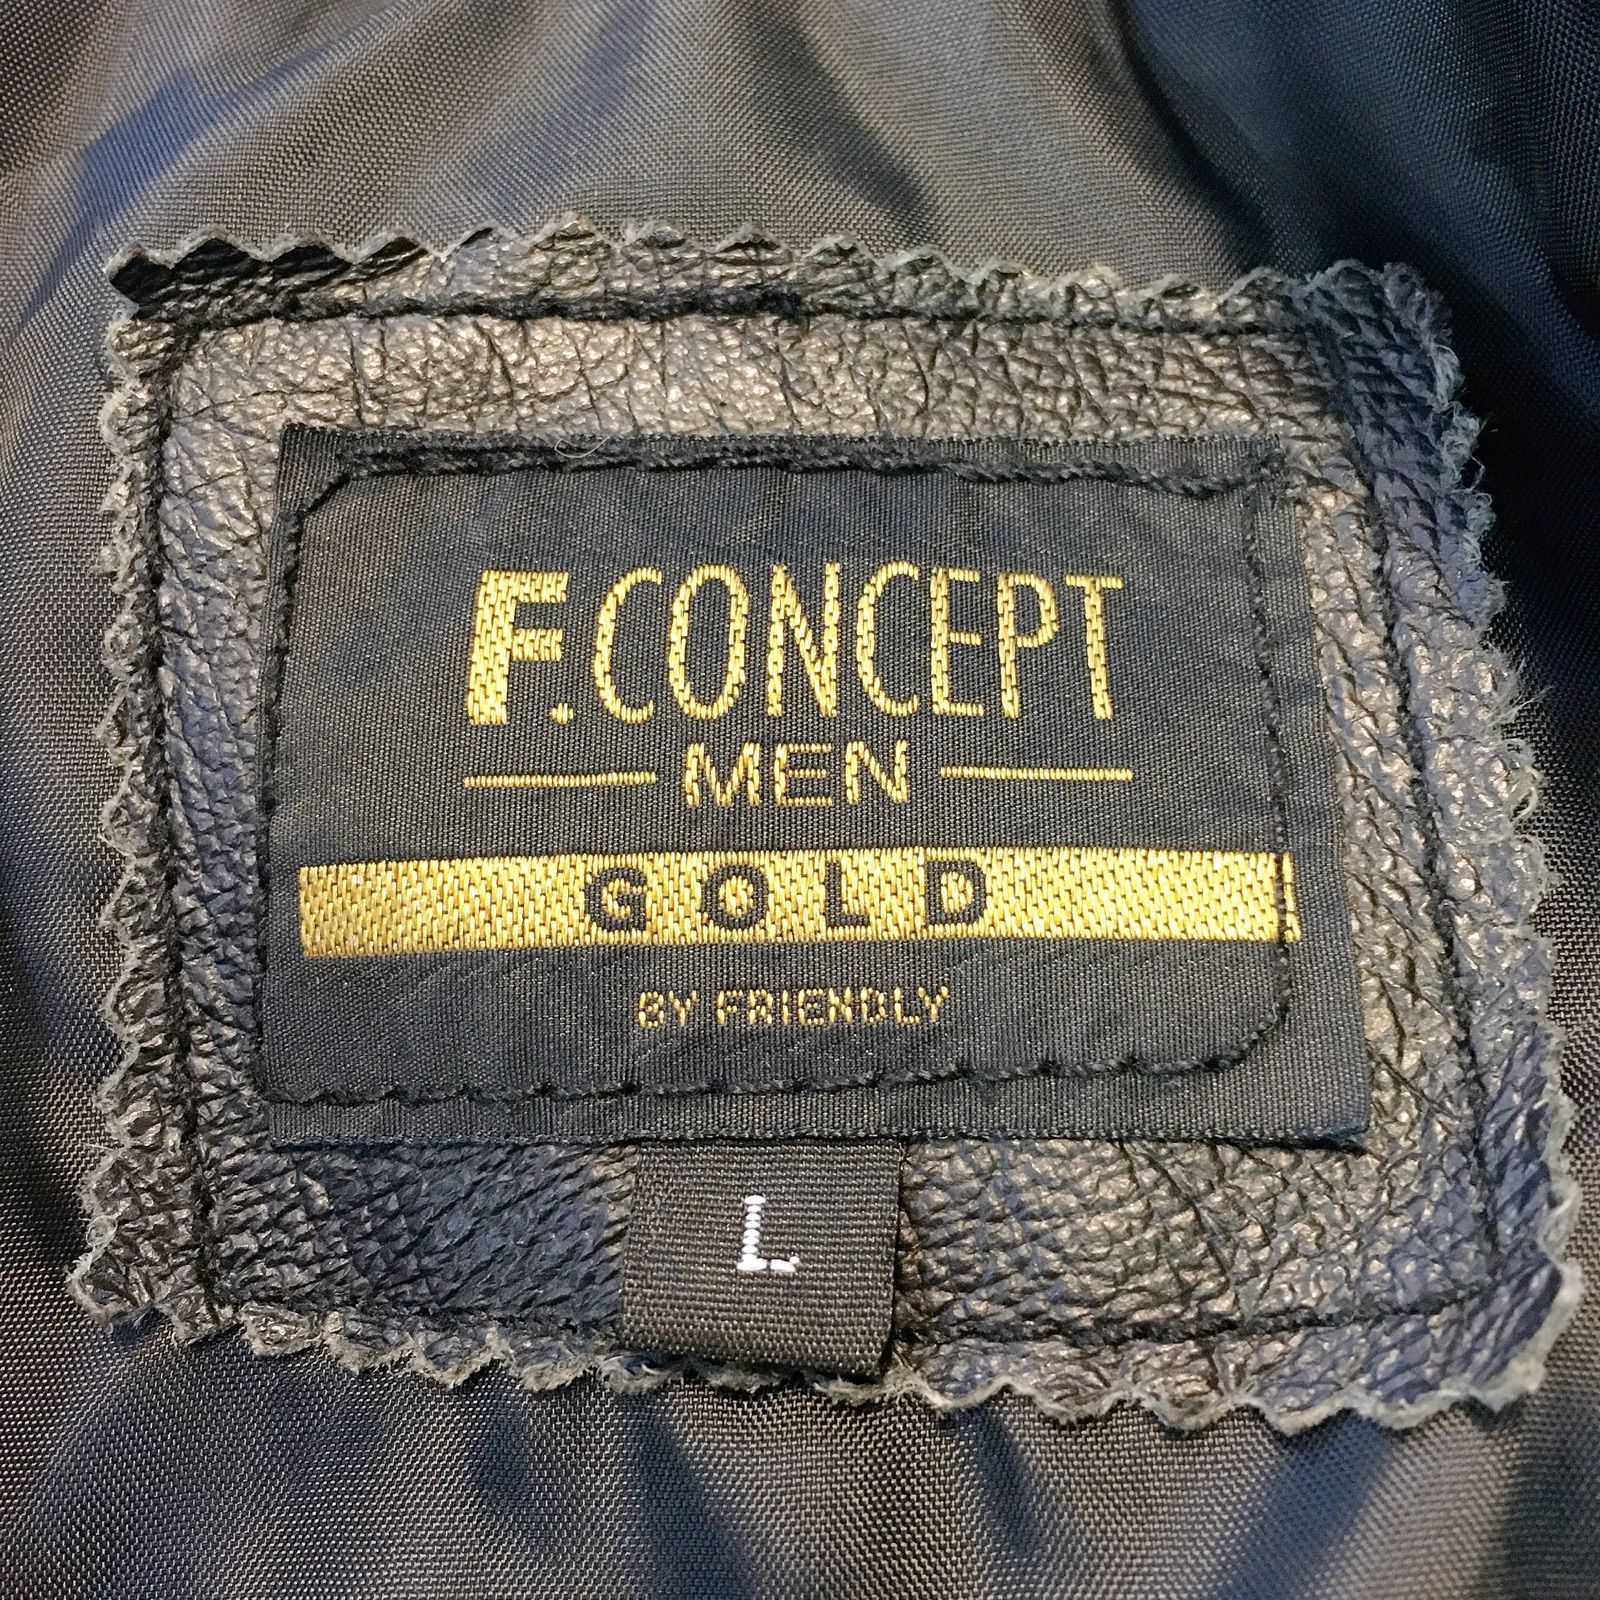 F.CONCEPT
MEN
GOLD
BY FRIENDLY
L